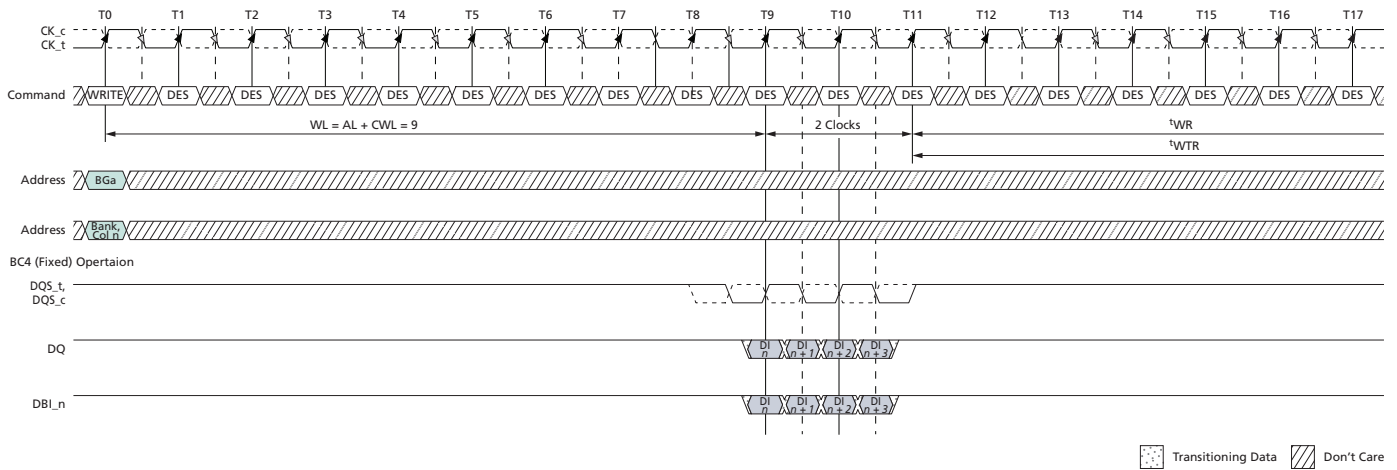 T0 T1 T2 T3 T4 T5 T6 T7 T8 T9 T10 T11 T12 T13 T14 T15 T16 T17
CK_c
CK_t
Command WRITE DES DES DES DES DES DES DES DES DES DES DES DES DES DES DES DES DES
WL = AL + CWL = 9 2 Clocks tWR
tWTR
Address BGa
Address Bank, Col n
BC4 (Fixed) Opertaion
DQS_t,
DQS_c
DQ DI n DI n + 1 DI n + 2 DI n + 3
DBI_n DI n DI n + 1 DI n + 2 DI n + 3
Transitioning Data Don't Care